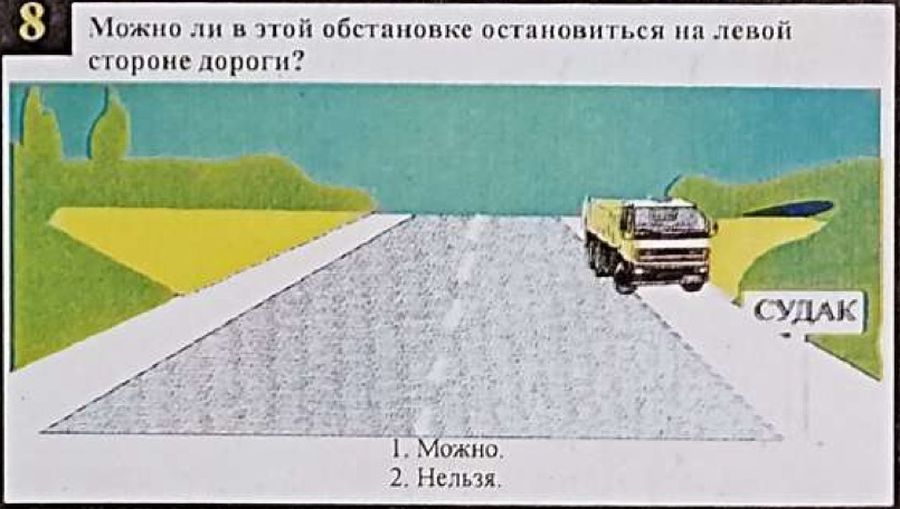 8
Можно ли в этой обстановке остановиться на левой
стороне дороги?
СУДАК
1. Можно.
2. Нельзя.